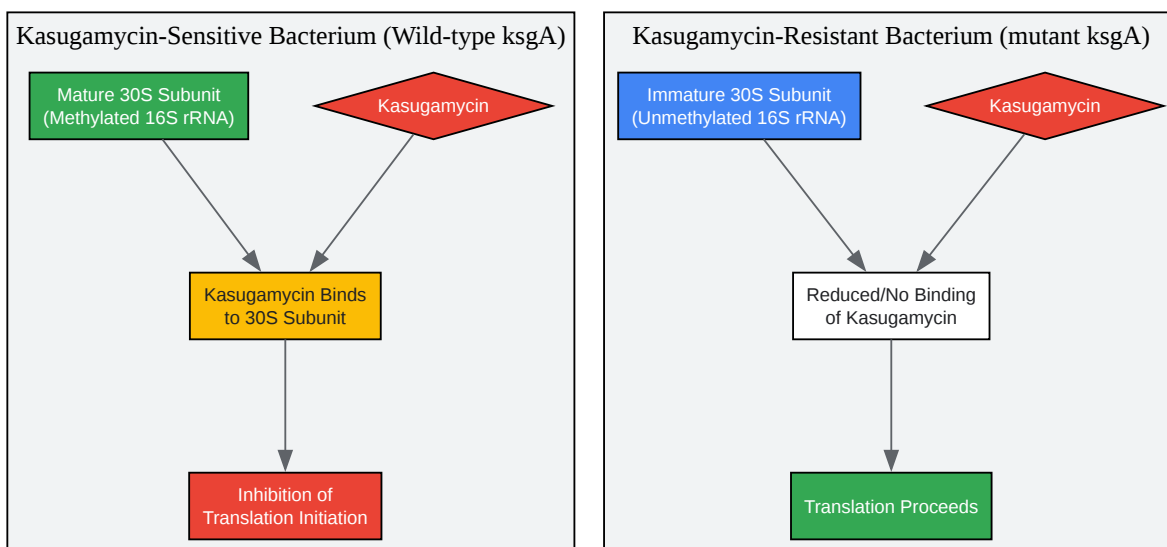 Kasugamycin-Sensitive Bacterium (Wild-type ksgA)
Mature 30S Subunit
(Methylated 16S rRNA)
Kasugamycin
Kasugamycin Binds
to 30S Subunit
Inhibition of
Translation Initiation
Kasugamycin-Resistant Bacterium (mutant ksgA)
Immature 30S Subunit
(Unmethylated 16S rRNA)
Kasugamycin
Reduced/No Binding
of Kasugamycin
Translation Proceeds